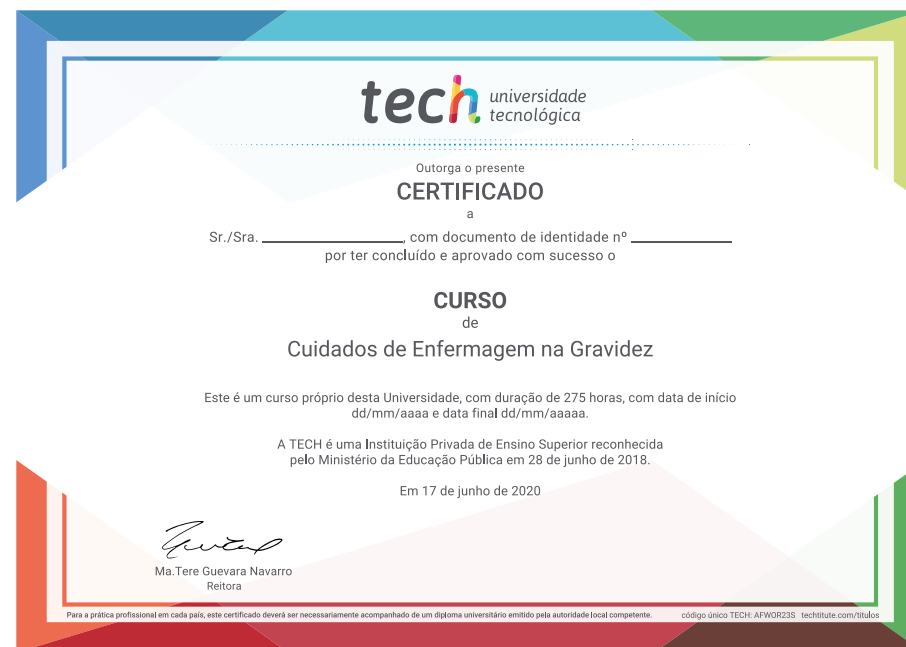 tech universidade
tecnológica
Outorga o presente
CERTIFICADO
a
Sr./Sra. ____________, com documento de identidade nº ____________
por ter concluído e aprovado com sucesso o
CURSO
de
Cuidados de Enfermagem na Gravidez
Este é um curso próprio desta Universidade, com duração de 275 horas, com data de início
dd/mm/aaaa e data final dd/mm/aaaaa.
A TECH é uma Instituição Privada de Ensino Superior reconhecida
pelo Ministério da Educação Pública em 28 de junho de 2018.
Em 17 de junho de 2020
Ma.Tere Guevara Navarro
Reitora
Para a prática profissional em cada país, este certificado deverá ser necessariamente acompanhado de um diploma universitário emitido pela autoridade local competente. código único TECH: AFWOR23S techtitute.com/titulos